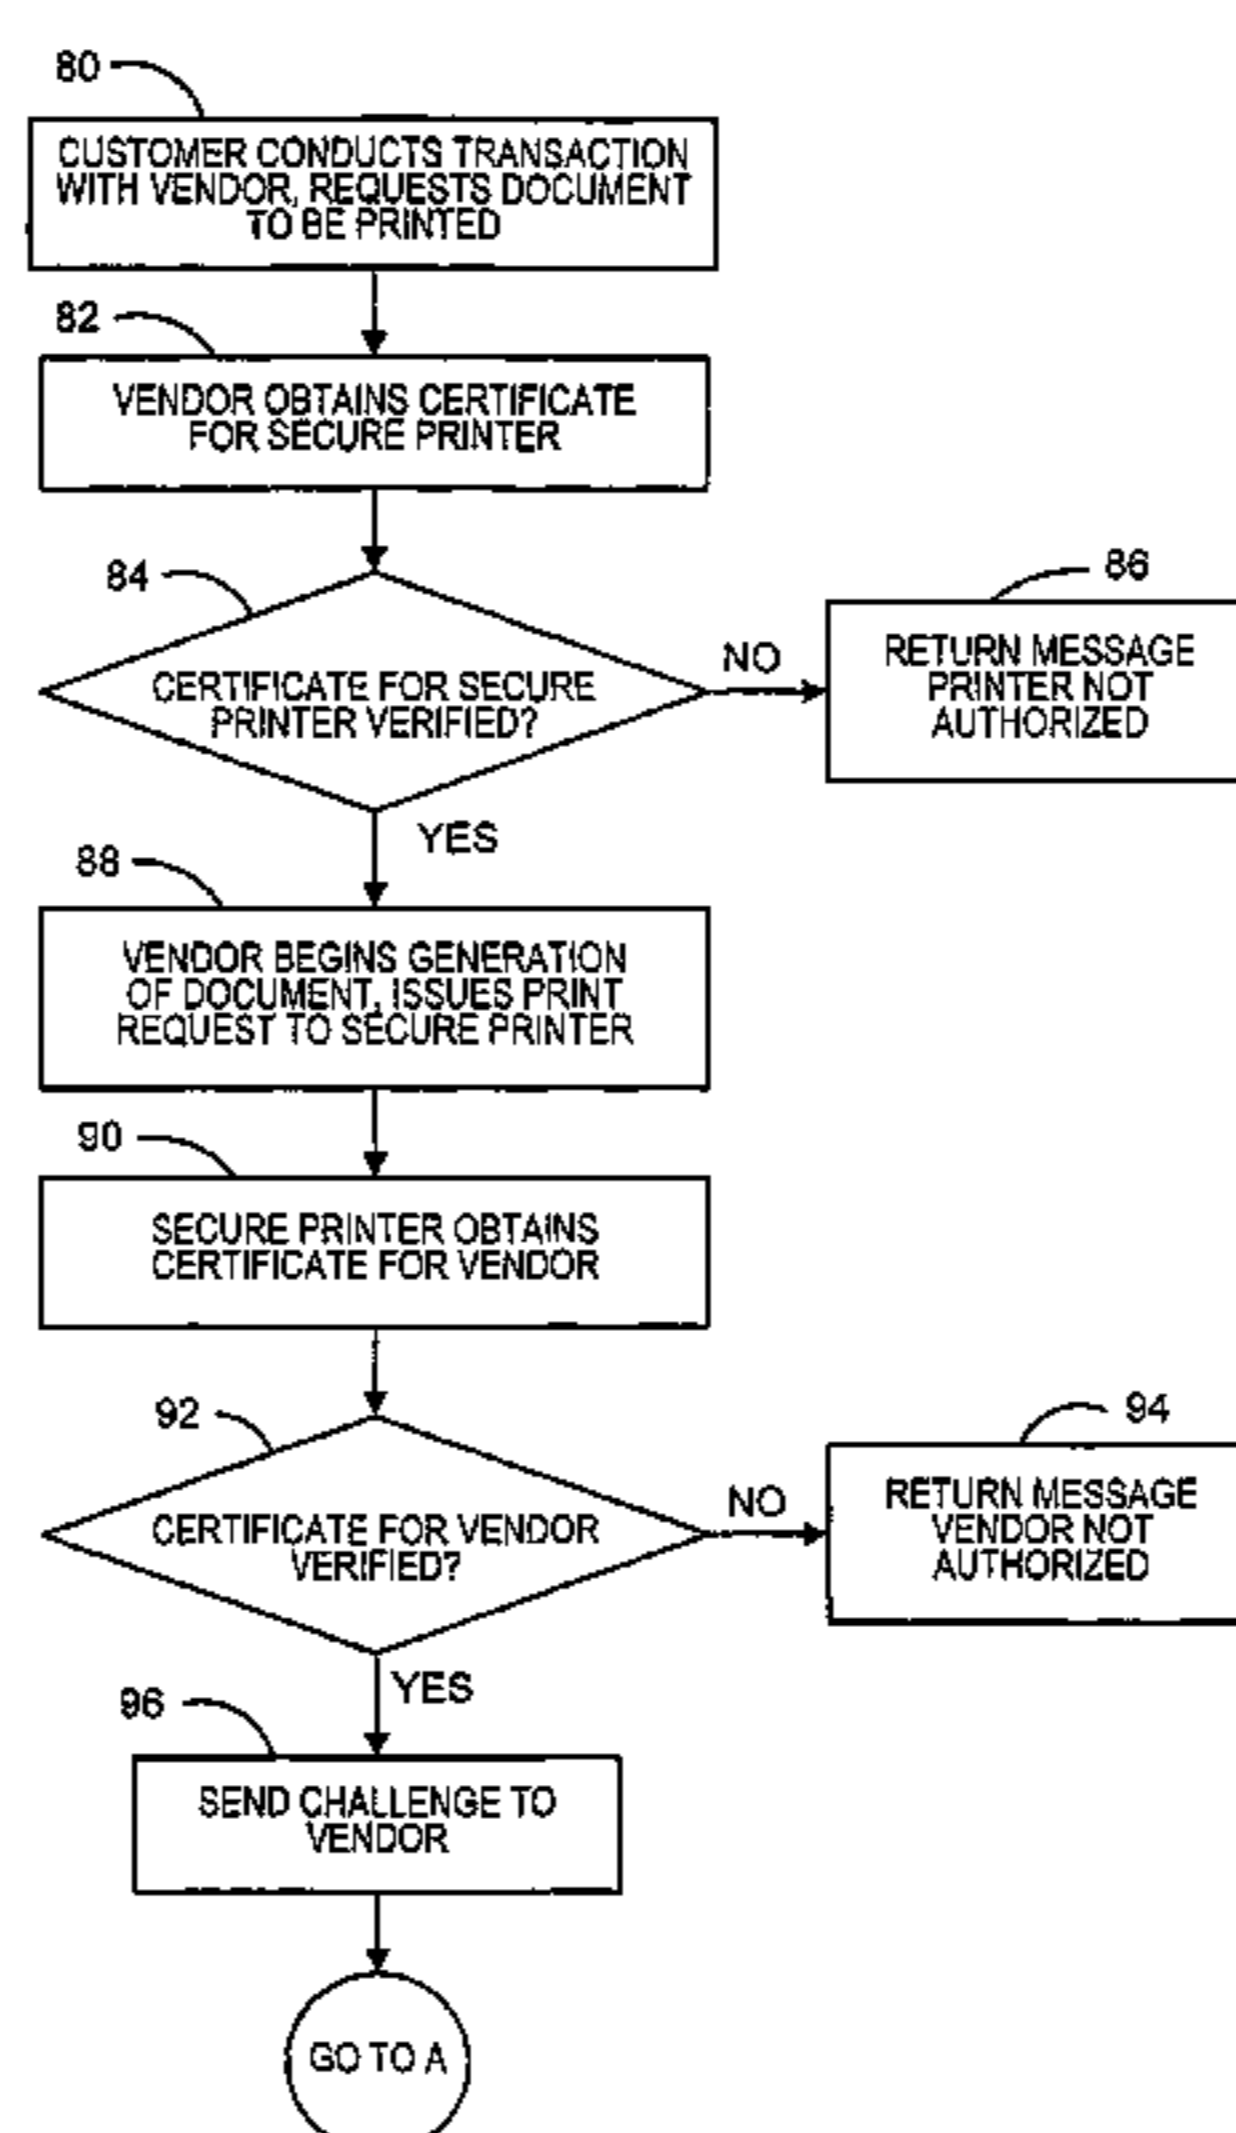 80
CUSTOMER CONDUCTS TRANSACTION
WITH VENDOR, REQUESTS DOCUMENT
TO BE PRINTED
82
VENDOR OBTAINS CERTIFICATE
FOR SECURE PRINTER
84
CERTIFICATE FOR SECURE
PRINTER VERIFIED?
NO
86
RETURN MESSAGE
PRINTER NOT
AUTHORIZED
YES
88
VENDOR BEGINS GENERATION
OF DOCUMENT, ISSUES PRINT
REQUEST TO SECURE PRINTER
90
SECURE PRINTER OBTAINS
CERTIFICATE FOR VENDOR
92
CERTIFICATE FOR VENDOR
VERIFIED?
NO
94
RETURN MESSAGE
VENDOR NOT
AUTHORIZED
YES
96
SEND CHALLENGE TO
VENDOR
GO TO A